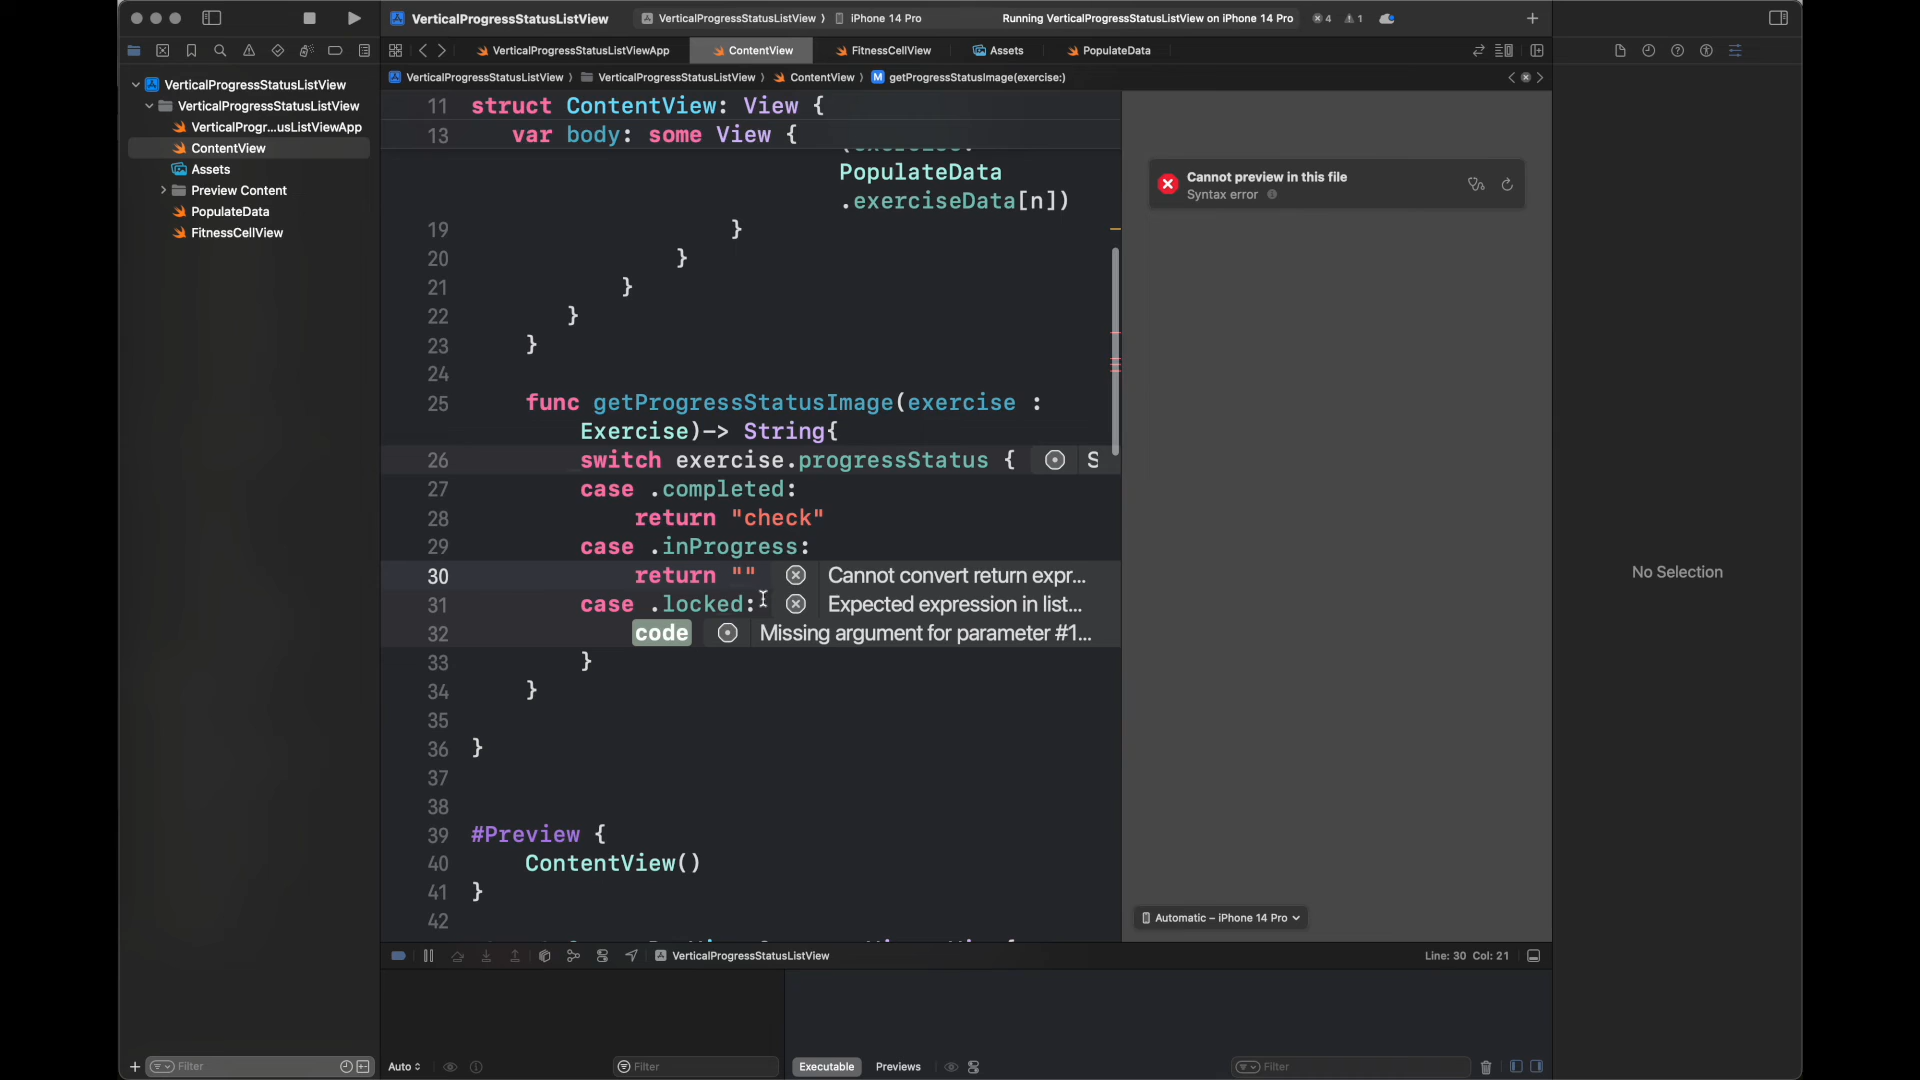 VerticalProgressStatusListView
VerticalProgressStatusListView
iPhone 14 Pro
Running VerticalProgressStatusListView on iPhone 14 Pro
4
1
VerticalProgressStatusListViewApp
ContentView
FitnessCellView
Assets
PopulateData
VerticalProgressStatusListView
VerticalProgressStatusListView
ContentView
M getProgressStatusImage(exercise:)
VerticalProgressStatusListView
VerticalProgressStatusListView
VerticalProgr...usListViewApp
ContentView
Assets
Preview Content
PopulateData
FitnessCellView
11 struct ContentView: View {
13 var body: some View {
(exercise:
PopulateData
.exerciseData[n])
19 }
20 }
21 }
22 }
23 }
24
25 func getProgressStatusImage(exercise :
Exercise)-> String{
26 switch exercise.progressStatus { S
27 case .completed:
28 return "check"
29 case .inProgress:
30 return "" Cannot convert return expr...
31 case .locked: Expected expression in list...
32 code Missing argument for parameter #1...
33 }
34 }
35
36 }
37
38
39 #Preview {
40 ContentView()
41 }
42
Cannot preview in this file
Syntax error
No Selection
Automatic – iPhone 14 Pro
VerticalProgressStatusListView
Line: 30 Col: 21
Filter
Auto
Filter
Executable
Previews
Filter